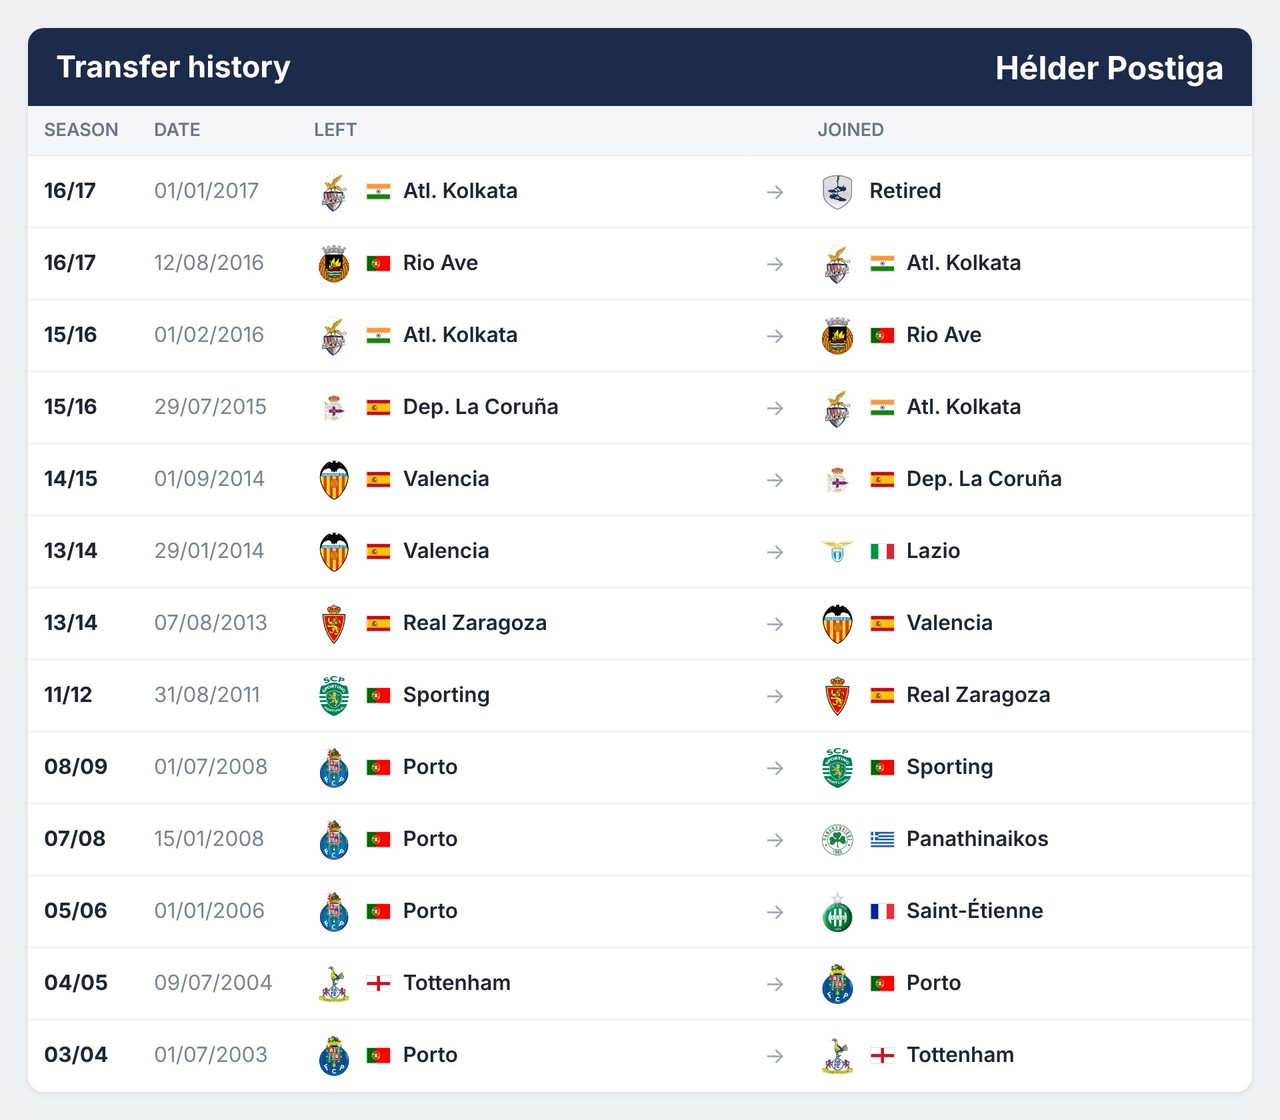 Transfer history Hélder Postiga
SEASON DATE LEFT JOINED
16/17 01/01/2017 Atl. Kolkata → Retired
16/17 12/08/2016 Rio Ave → Atl. Kolkata
15/16 01/02/2016 Atl. Kolkata → Rio Ave
15/16 29/07/2015 Dep. La Coruña → Atl. Kolkata
14/15 01/09/2014 Valencia → Dep. La Coruña
13/14 29/01/2014 Valencia → Lazio
13/14 07/08/2013 Real Zaragoza → Valencia
11/12 31/08/2011 Sporting → Real Zaragoza
08/09 01/07/2008 Porto → Sporting
07/08 15/01/2008 Porto → Panathinaikos
05/06 01/01/2006 Porto → Saint-Étienne
04/05 09/07/2004 Tottenham → Porto
03/04 01/07/2003 Porto → Tottenham